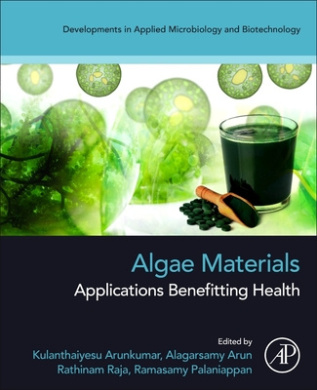 Developments in Applied Microbiology and Biotechnology
Algae Materials
Applications Benefitting Health
Edited by
Kulanthaiyesu Arunkumar, Alagarsamy Arun
Rathinam Raja, Ramasamy Palaniappan
AP